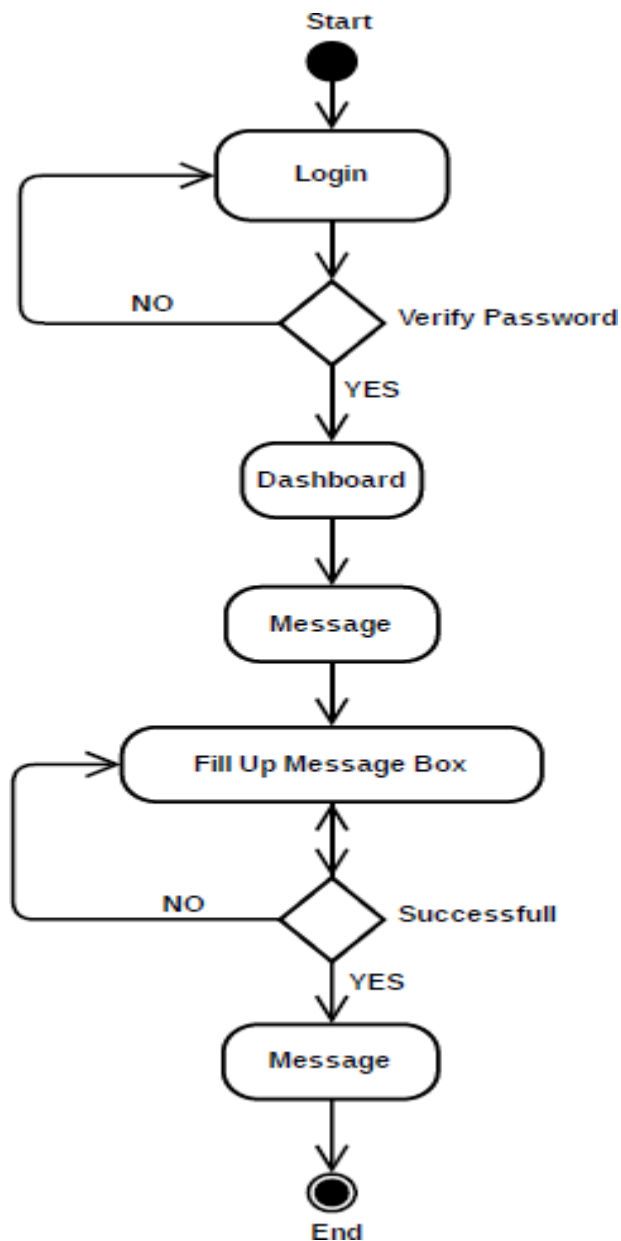 Start
Login
NO
Verify Password
YES
Dashboard
Message
Fill Up Message Box
NO
Successfull
YES
Message
End